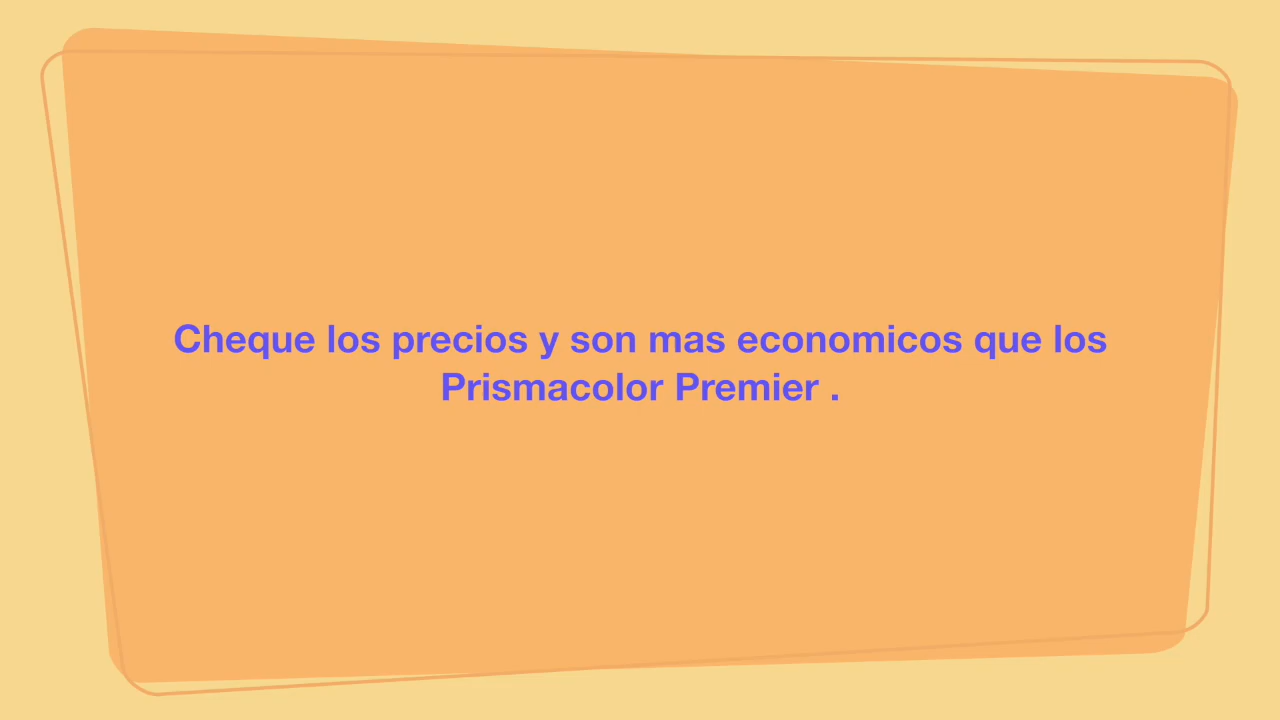 Cheque los precios y son mas economicos que los
Prismacolor Premier .